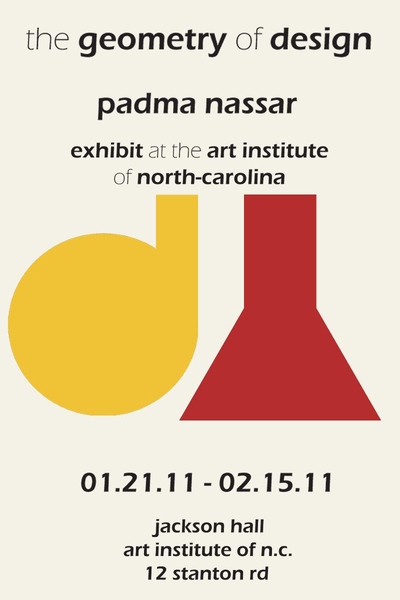 the geometry of design
padma nassar
exhibit at the art institute
of north-carolina
01.21.11 - 02.15.11
jackson hall
art institute of n.c.
12 stanton rd